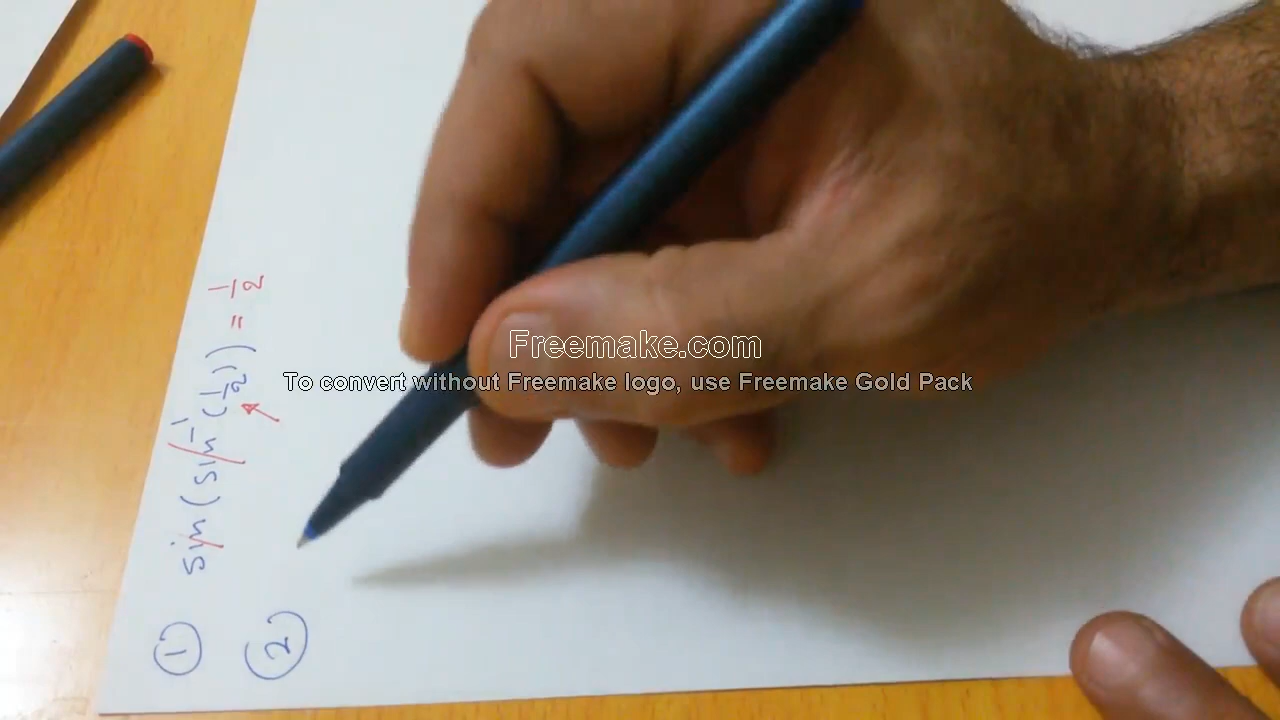 ① sin(sin⁻¹(1/2)) = 1/2
②
Freemake.com
To convert without Freemake logo, use Freemake Gold Pack